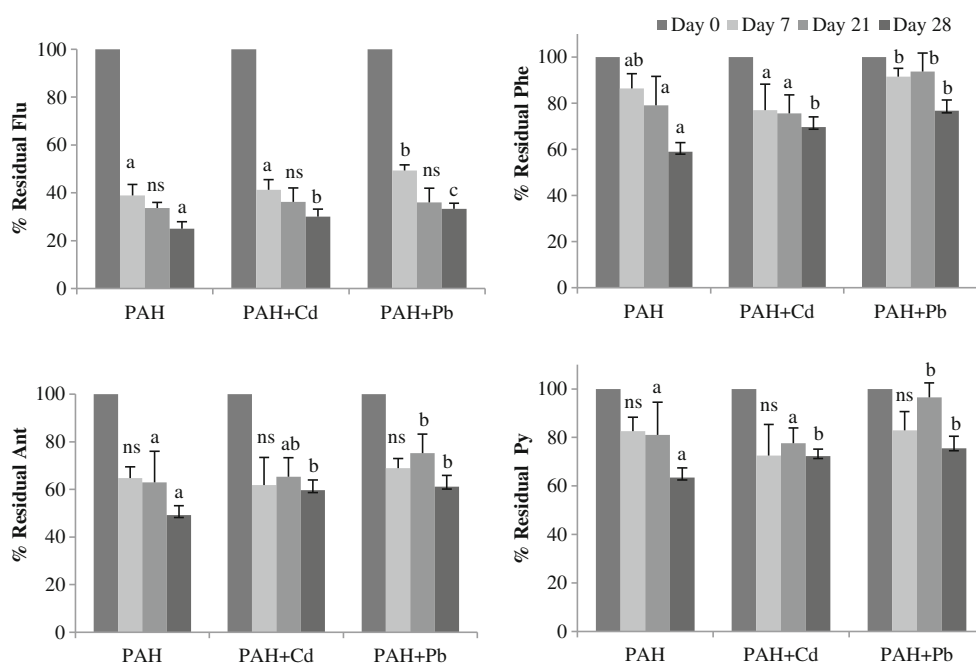 Day 0 Day 7 Day 21 Day 28
% Residual Flu
100
80
60
40
20
0
a
ns
a
a
ns
b
b
ns
c
PAH PAH+Cd PAH+Pb
% Residual Phe
100
80
60
40
20
0
ab
a
a
a
a
b
b
b
b
PAH PAH+Cd PAH+Pb
% Residual Ant
100
80
60
40
20
0
ns
a
a
ns
ab
b
ns
b
b
PAH PAH+Cd PAH+Pb
% Residual Py
100
80
60
40
20
0
ns
a
a
ns
a
b
ns
b
b
PAH PAH+Cd PAH+Pb